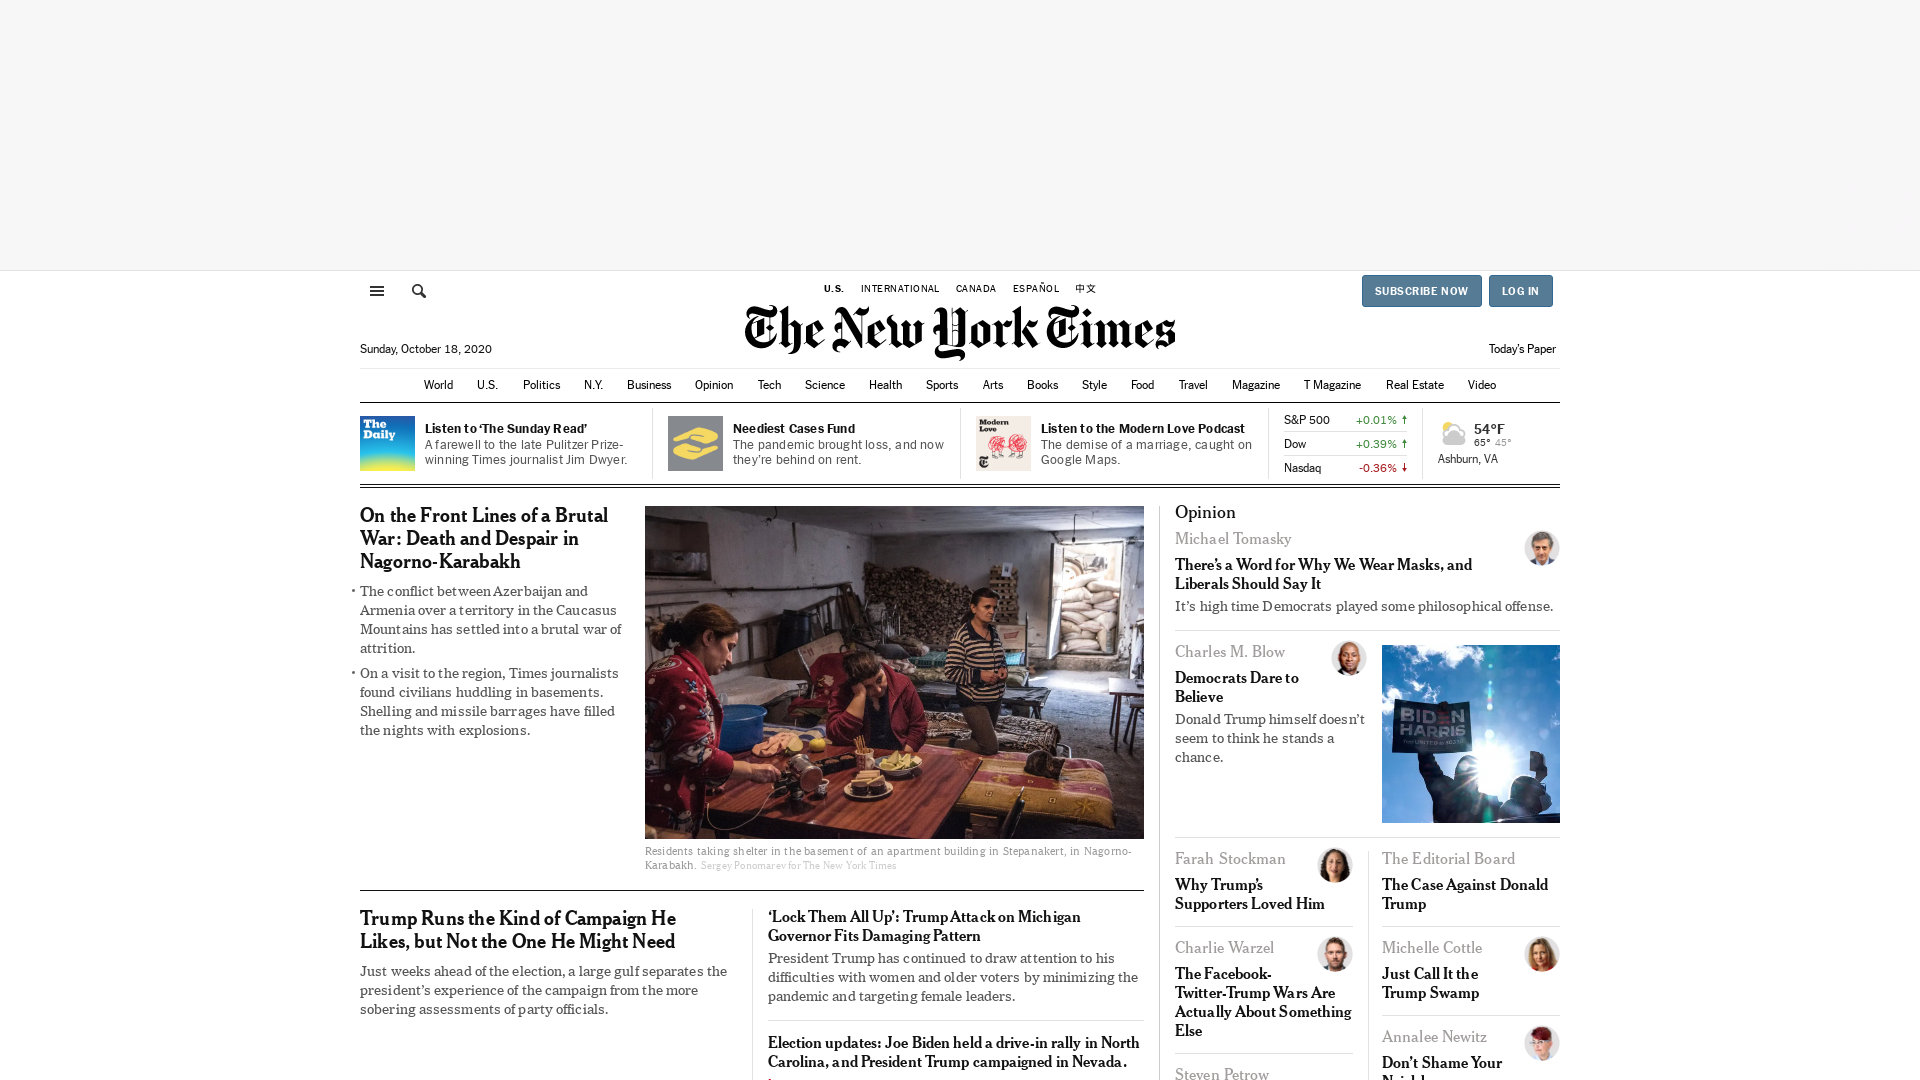 U.S. INTERNATIONAL CANADA ESPAÑOL 中文
SUBSCRIBE NOW LOG IN
The New York Times
Sunday, October 18, 2020
Today’s Paper
World U.S. Politics N.Y. Business Opinion Tech Science Health Sports Arts Books Style Food Travel Magazine T Magazine Real Estate Video
The
Daily
Listen to ‘The Sunday Read’
A farewell to the late Pulitzer Prize-
winning Times journalist Jim Dwyer.
Neediest Cases Fund
The pandemic brought loss, and now
they’re behind on rent.
Modern
Love
Listen to the Modern Love Podcast
The demise of a marriage, caught on
Google Maps.
S&P 500 +0.01%
Dow +0.39%
Nasdaq -0.36%
54°F
65° 45°
Ashburn, VA
On the Front Lines of a Brutal
War: Death and Despair in
Nagorno-Karabakh
The conflict between Azerbaijan and
Armenia over a territory in the Caucasus
Mountains has settled into a brutal war of
attrition.
On a visit to the region, Times journalists
found civilians huddling in basements.
Shelling and missile barrages have filled
the nights with explosions.
Residents taking shelter in the basement of an apartment building in Stepanakert, in Nagorno-
Karabakh. Sergey Ponomarev for The New York Times
Trump Runs the Kind of Campaign He
Likes, but Not the One He Might Need
Just weeks ahead of the election, a large gulf separates the
president’s experience of the campaign from the more
sobering assessments of party officials.
‘Lock Them All Up’: Trump Attack on Michigan
Governor Fits Damaging Pattern
President Trump has continued to draw attention to his
difficulties with women and older voters by minimizing the
pandemic and targeting female leaders.
Election updates: Joe Biden held a drive-in rally in North
Carolina, and President Trump campaigned in Nevada.
Opinion
Michael Tomasky
There’s a Word for Why We Wear Masks, and
Liberals Should Say It
It’s high time Democrats played some philosophical offense.
Charles M. Blow
Democrats Dare to
Believe
Donald Trump himself doesn’t
seem to think he stands a
chance.
BIDEN
HARRIS
Farah Stockman
Why Trump’s
Supporters Loved Him
The Editorial Board
The Case Against Donald
Trump
Charlie Warzel
The Facebook-
Twitter-Trump Wars Are
Actually About Something
Else
Michelle Cottle
Just Call It the
Trump Swamp
Annalee Newitz
Don’t Shame Your
Steven Petrow